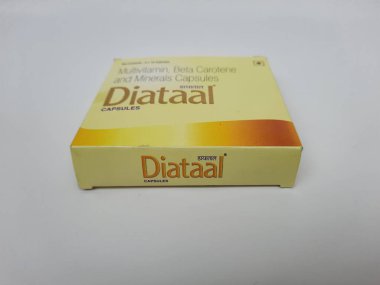 Multivitamin, Beta Carotene
and Minerals Capsules
Diataal
CAPSULES
Diataal
CAPSULES